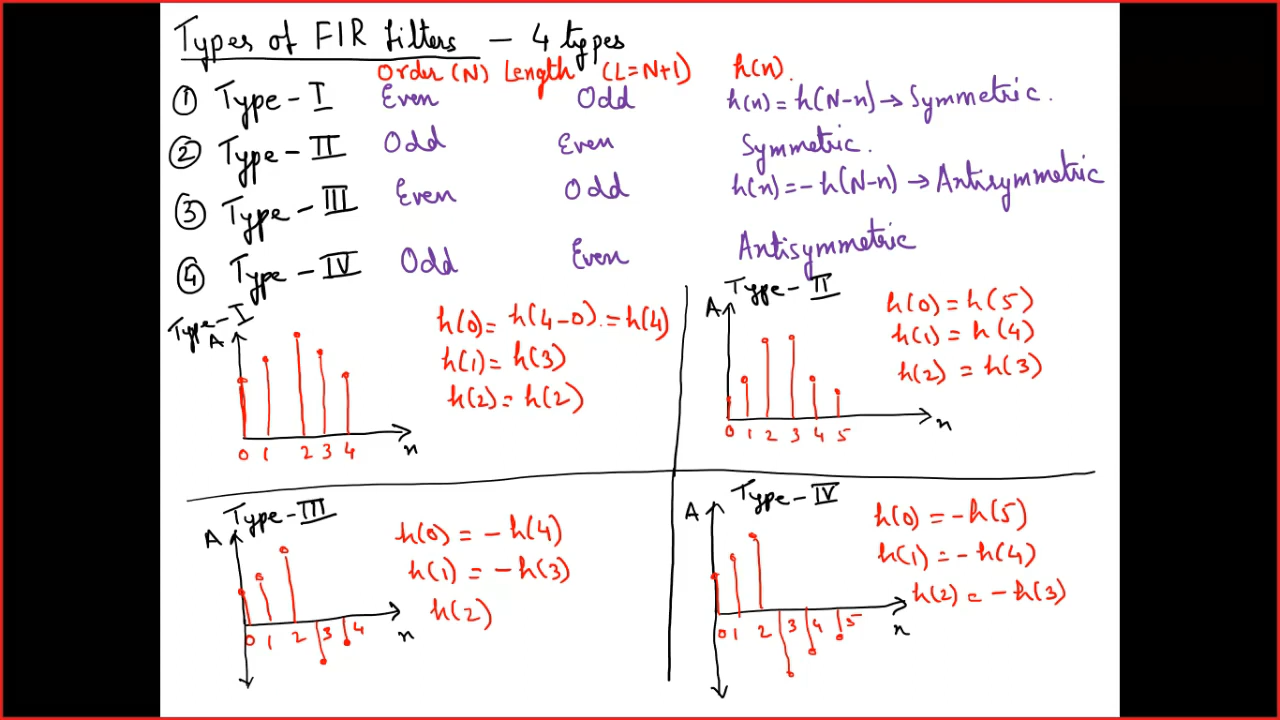 Types of FIR filters – 4 types
Order (N) Length (L=N+1) h(n).
① Type-I Even Odd h(n) = h(N-n) → Symmetric.
② Type-II Odd Even Symmetric.
③ Type-III Even Odd h(n) = -h(N-n) → Antisymmetric
④ Type-IV Odd Even Antisymmetric
Type-I
A
h(0) = h(4-0) = h(4)
h(1) = h(3)
h(2) = h(2)
0 1 2 3 4 n
Type-II
A
h(0) = h(5)
h(1) = h(4)
h(2) = h(3)
0 1 2 3 4 5 n
Type-III
A
h(0) = -h(4)
h(1) = -h(3)
h(2)
0 1 2 3 4 n
Type-IV
A
h(0) = -h(5)
h(1) = -h(4)
h(2) = -h(3)
0 1 2 3 4 5 n